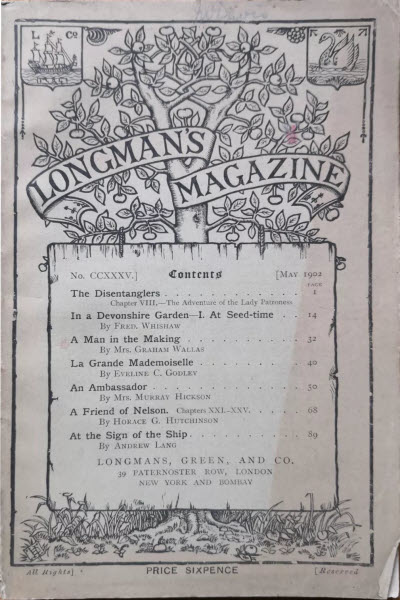 L Co
LONGMAN'S
MAGAZINE
No. CCXXXV.] Contents [MAY 1902
PAGE
The Disentanglers . . . . . . . . . . . . 1
Chapter VIII,—The Adventure of the Lady Patroness
In a Devonshire Garden—I. At Seed-time . . 14
By FRED. WHISHAW
A Man in the Making . . . . . . . . . . 32
By MRS. GRAHAM WALLAS
La Grande Mademoiselle . . . . . . . . 40
By EVELINE C. GODLEY
An Ambassador . . . . . . . . . . . . 50
By MRS. MURRAY HICKSON
A Friend of Nelson. Chapters XXI.-XXV. . . . . 68
By HORACE G. HUTCHINSON
At the Sign of the Ship . . . . . . . . . 89
By ANDREW LANG
LONGMANS, GREEN, AND CO.
39 PATERNOSTER ROW, LONDON
NEW YORK AND BOMBAY
All Rights] PRICE SIXPENCE [Reserved